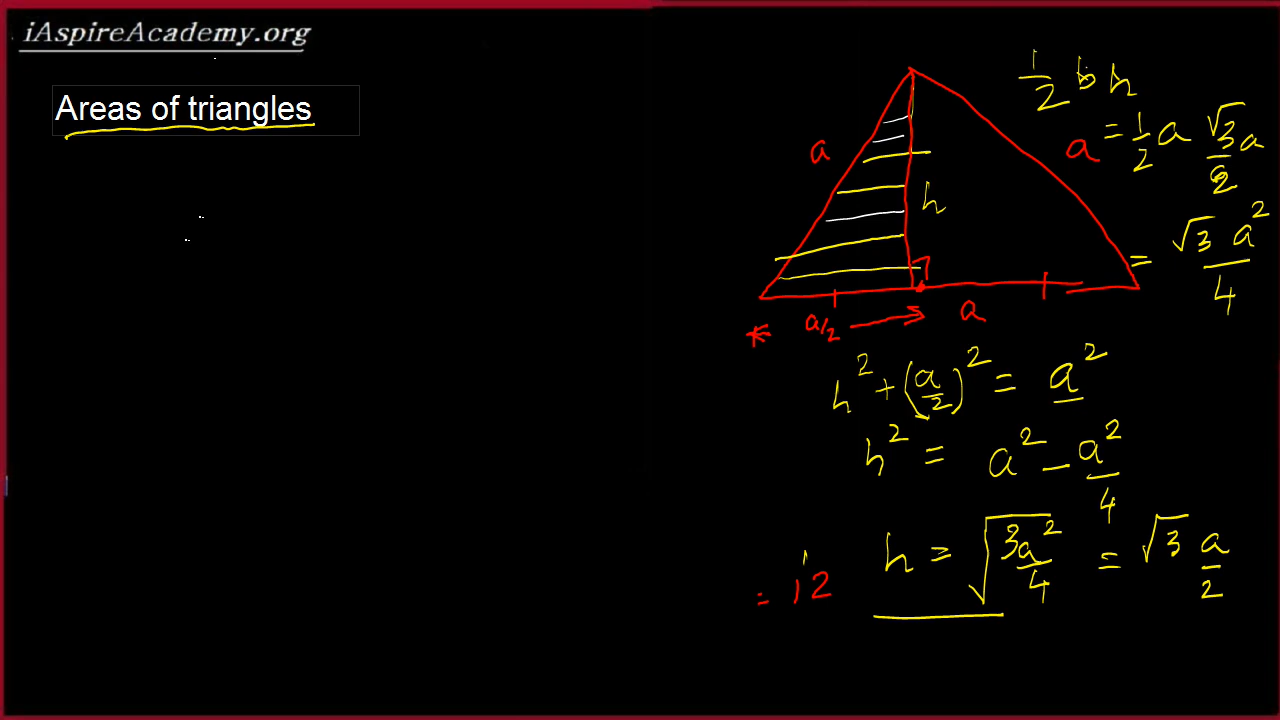 iAspireAcademy.org
Areas of triangles
1/2 b h
= 1/2 a √3/2 a
= √3 a²/4
a
a
h
a/2
a
h² + (a/2)² = a²
h² = a² - a²/4
h = √(3a²/4) = √3 a/2
= 12